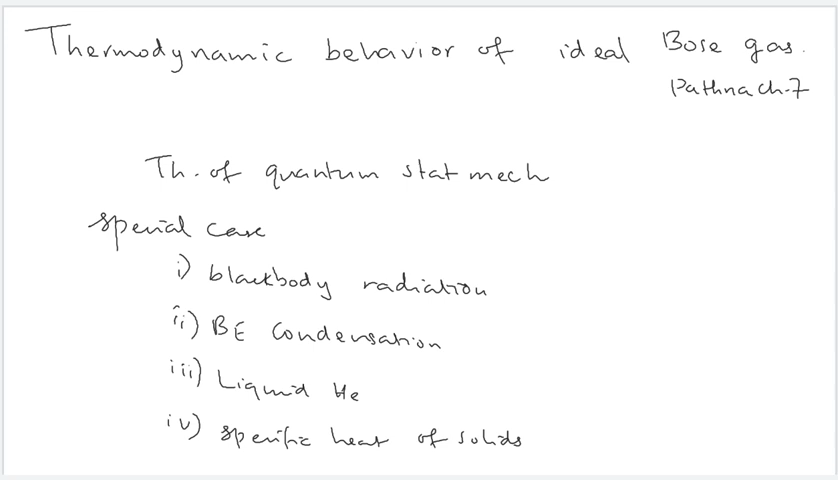 Thermodynamic behavior of ideal Bose gas.
Pathria ch-7
Th. of quantum stat mech
special case
i) blackbody radiation
ii) BE Condensation
iii) Liquid He
iv) specific heat of solids